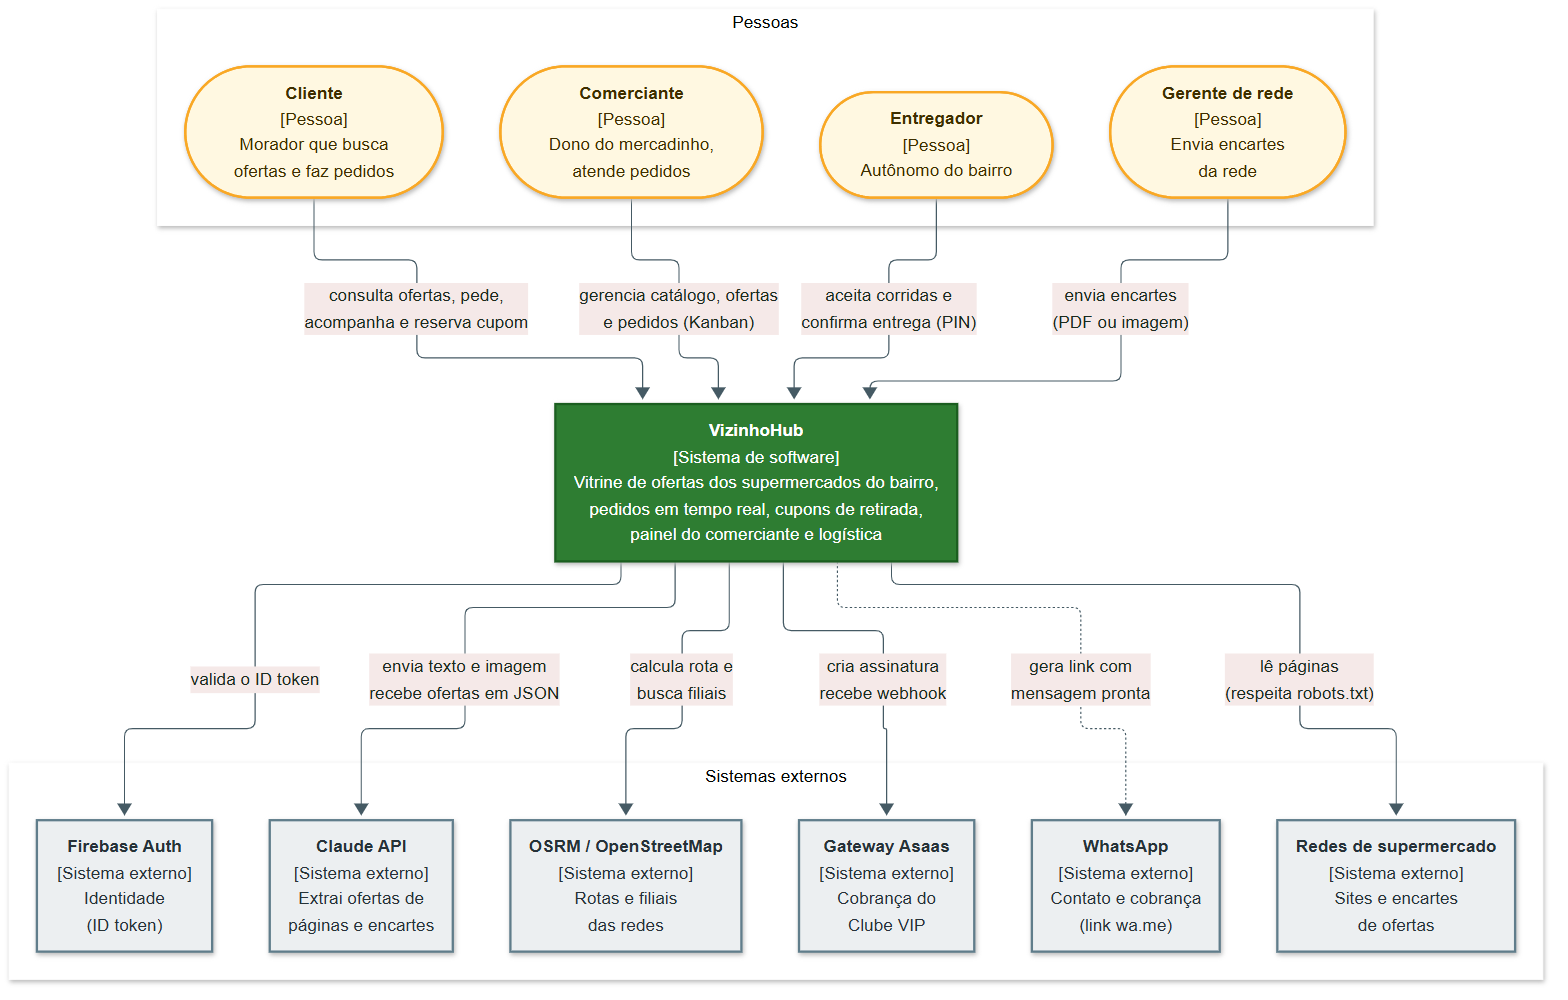 Pessoas
Cliente
[Pessoa]
Morador que busca
ofertas e faz pedidos
Comerciante
[Pessoa]
Dono do mercadinho,
atende pedidos
Entregador
[Pessoa]
Autônomo do bairro
Gerente de rede
[Pessoa]
Envia encartes
da rede
consulta ofertas, pede,
acompanha e reserva cupom
gerencia catálogo, ofertas
e pedidos (Kanban)
aceita corridas e
confirma entrega (PIN)
envia encartes
(PDF ou imagem)
VizinhoHub
[Sistema de software]
Vitrine de ofertas dos supermercados do bairro,
pedidos em tempo real, cupons de retirada,
painel do comerciante e logística
valida o ID token
envia texto e imagem
recebe ofertas em JSON
calcula rota e
busca filiais
cria assinatura
recebe webhook
gera link com
mensagem pronta
lê páginas
(respeita robots.txt)
Sistemas externos
Firebase Auth
[Sistema externo]
Identidade
(ID token)
Claude API
[Sistema externo]
Extrai ofertas de
páginas e encartes
OSRM / OpenStreetMap
[Sistema externo]
Rotas e filiais
das redes
Gateway Asaas
[Sistema externo]
Cobrança do
Clube VIP
WhatsApp
[Sistema externo]
Contato e cobrança
(link wa.me)
Redes de supermercado
[Sistema externo]
Sites e encartes
de ofertas